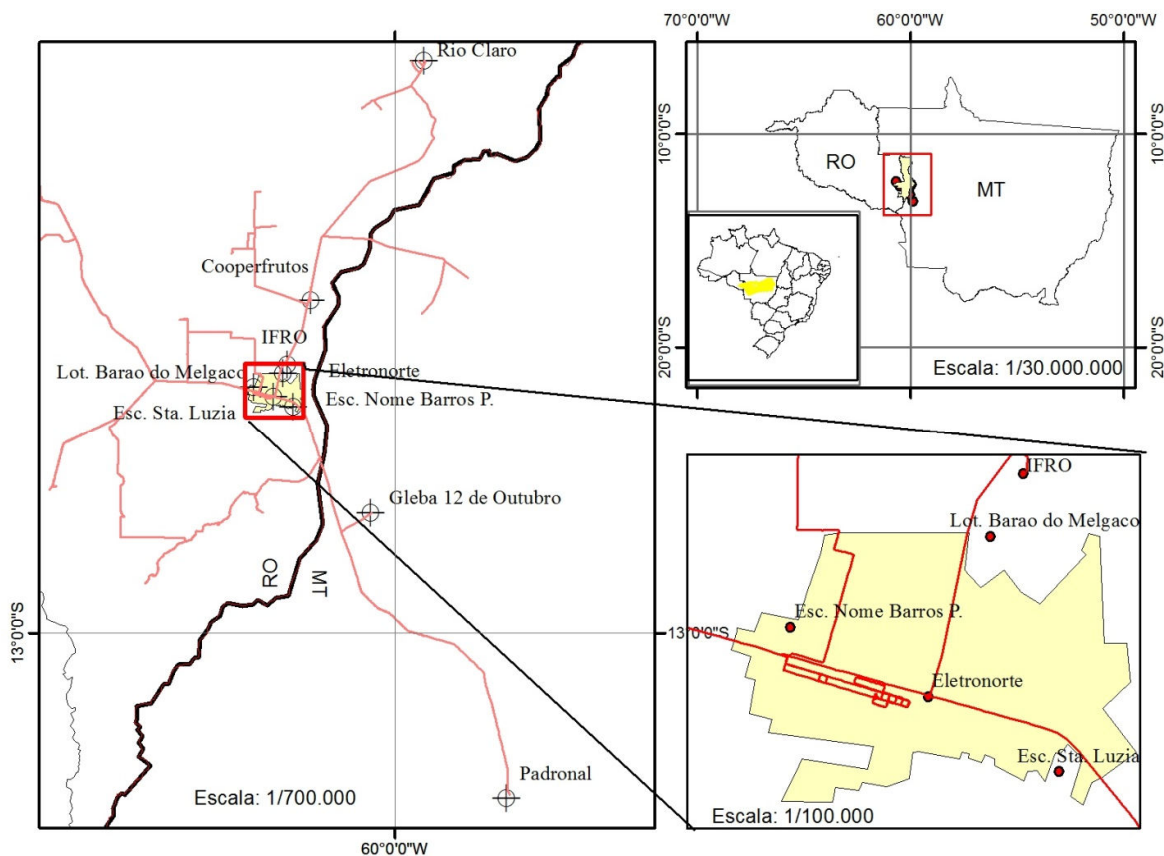 70°0'0"W
60°0'0"W
50°0'0"W
Rio Claro
Cooperfrutos
IFRO
Lot. Barao do Melgaco
Eletronorte
Esc. Sta. Luzia
Esc. Nome Barros P.
Gleba 12 de Outubro
RO
MT
13°0'0"S
Padronal
Escala: 1/700.000
60°0'0"W
10°0'0"S
10°0'0"S
RO
MT
20°0'0"S
20°0'0"S
Escala: 1/30.000.000
IFRO
Lot. Barao do Melgaco
Esc. Nome Barros P.
13°0'0"S
Eletronorte
Esc. Sta. Luzia
Escala: 1/100.000